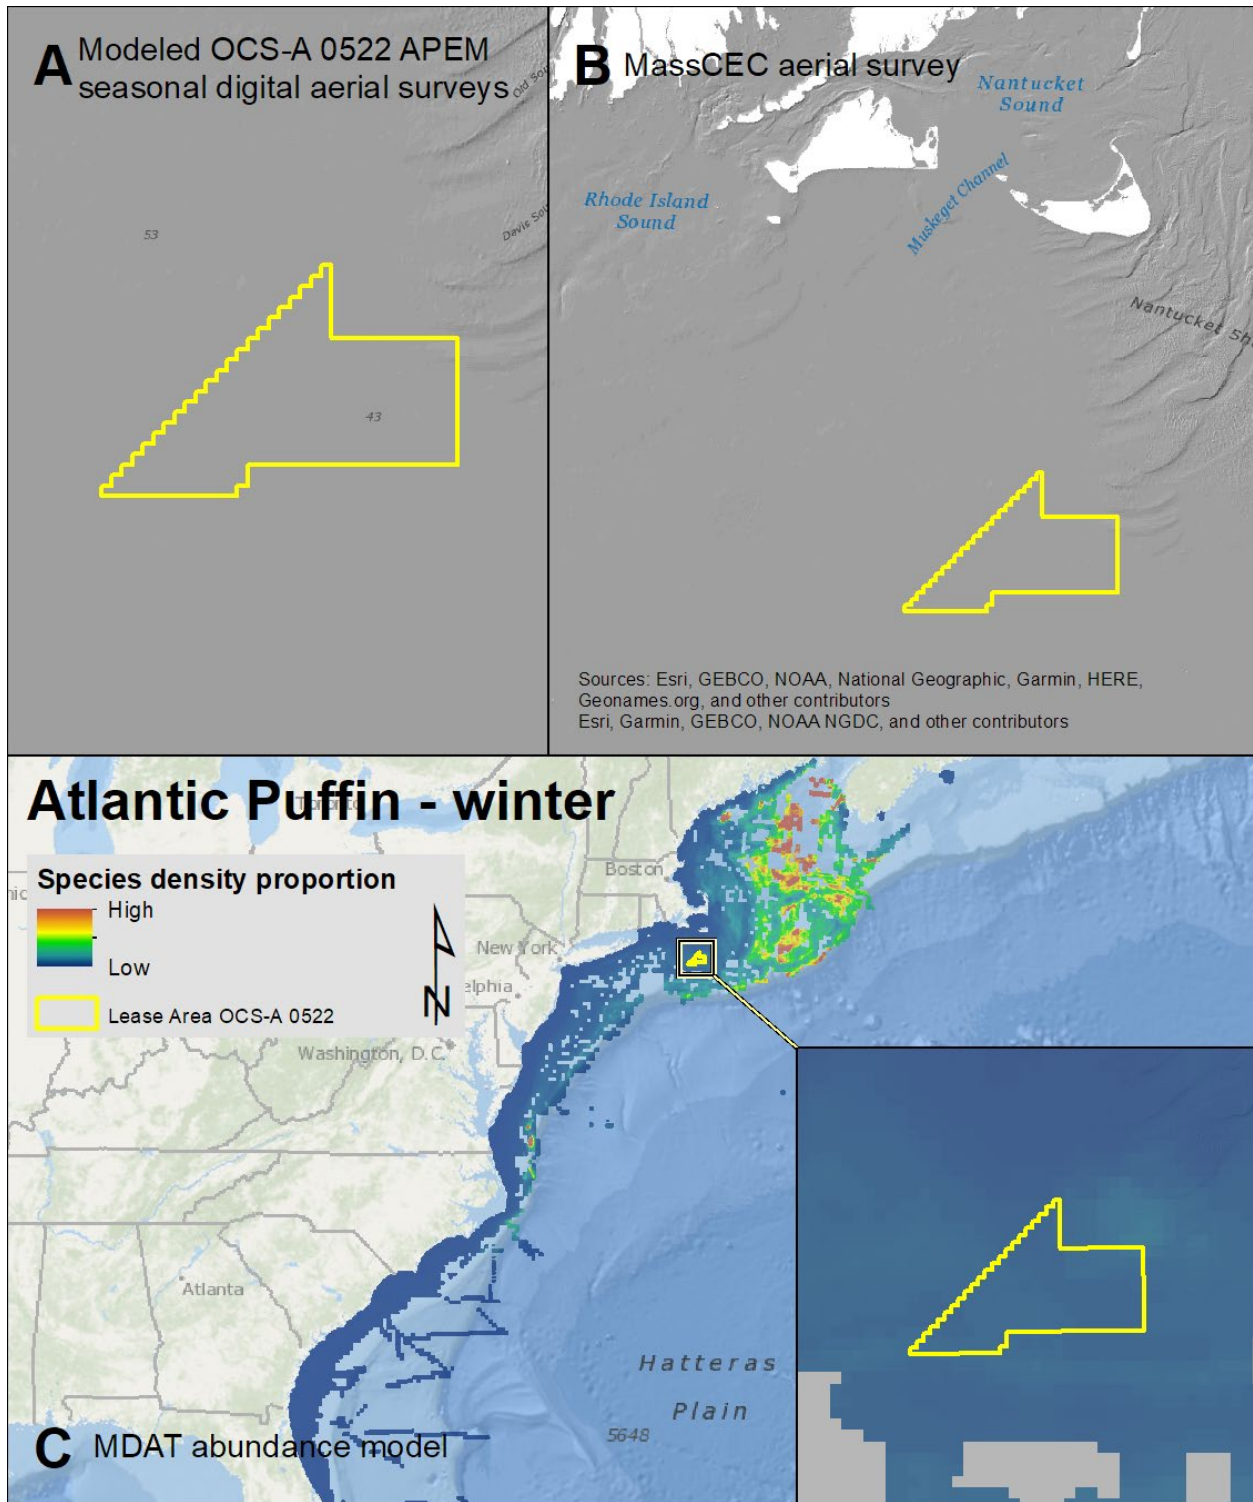 A Modeled OCS-A 0522 APEM
seasonal digital aerial surveys
Old Sou
Davis Sou
53
43
B MassCEC aerial survey
Nantucket
Sound
Rhode Island
Sound
Muskeget Channel
Nantucket Sh
Sources: Esri, GEBCO, NOAA, National Geographic, Garmin, HERE,
Geonames.org, and other contributors
Esri, Garmin, GEBCO, NOAA NGDC, and other contributors
Atlantic Puffin - winter
Toronto
Species density proportion
High
Low
Lease Area OCS-A 0522
N
Boston
New York
elphia
Washington, D.C.
Atlanta
Hatteras
Plain
5648
C MDAT abundance model